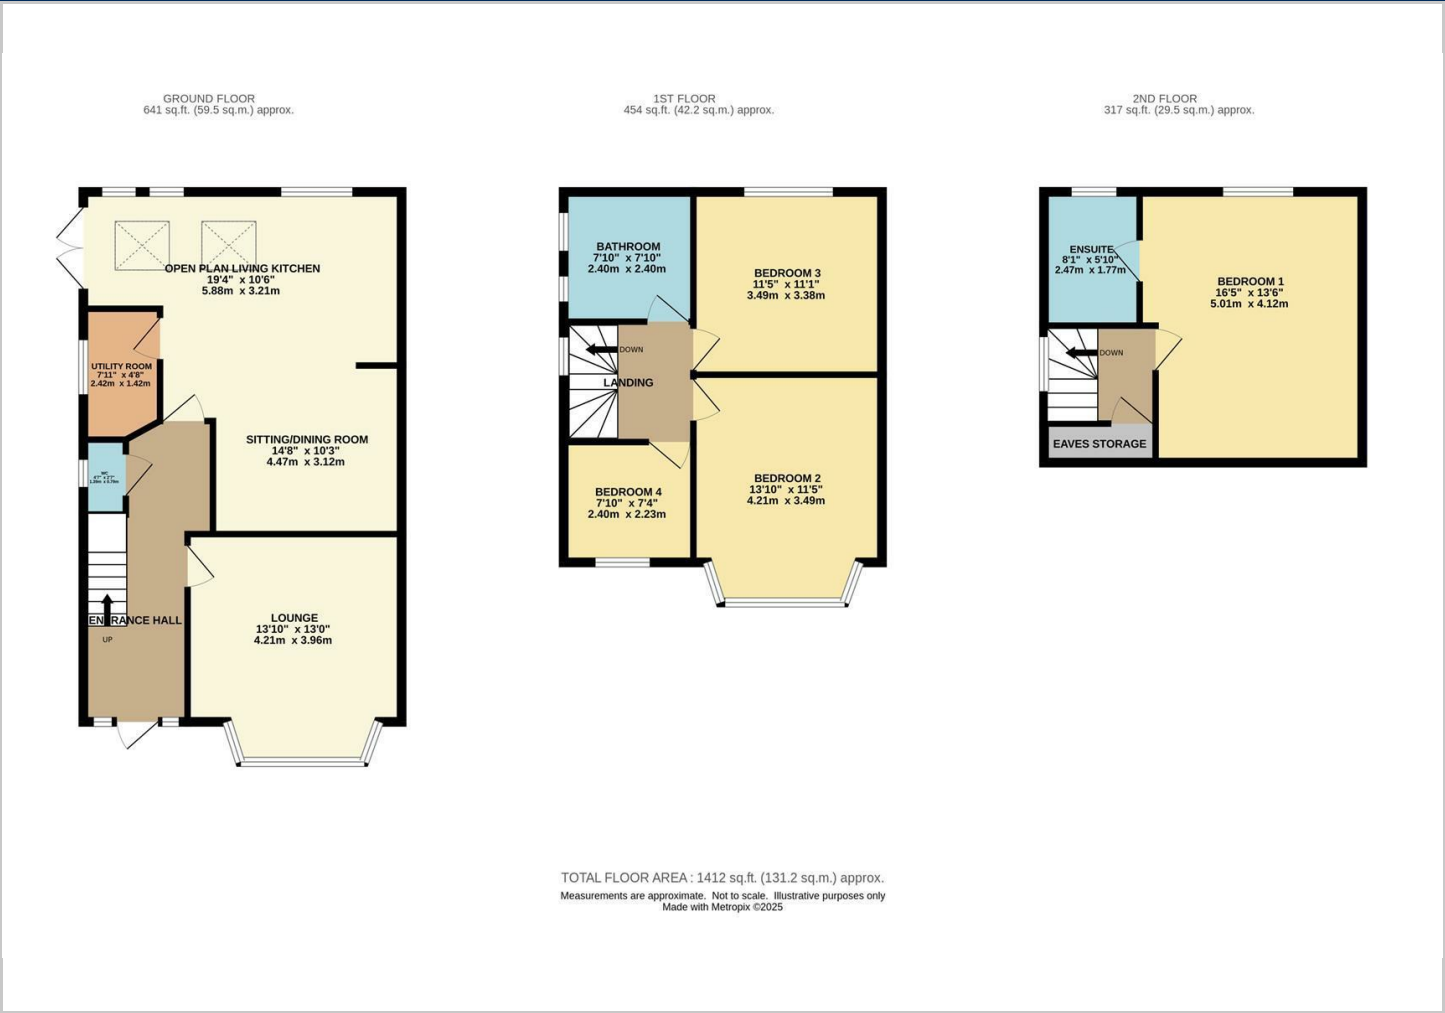 GROUND FLOOR
641 sq.ft. (59.5 sq.m.) approx.
1ST FLOOR
454 sq.ft. (42.2 sq.m.) approx.
2ND FLOOR
317 sq.ft. (29.5 sq.m.) approx.
OPEN PLAN LIVING KITCHEN
19'4" x 10'6"
5.88m x 3.21m
UTILITY ROOM
7'11" x 4'8"
2.42m x 1.42m
SITTING/DINING ROOM
14'8" x 10'3"
4.47m x 3.12m
WC
ENTRANCE HALL
UP
LOUNGE
13'10" x 13'0"
4.21m x 3.96m
BATHROOM
7'10" x 7'10"
2.40m x 2.40m
BEDROOM 3
11'5" x 11'1"
3.49m x 3.38m
DOWN
LANDING
BEDROOM 4
7'10" x 7'4"
2.40m x 2.23m
BEDROOM 2
13'10" x 11'5"
4.21m x 3.49m
ENSUITE
8'1" x 5'10"
2.47m x 1.77m
BEDROOM 1
16'5" x 13'6"
5.01m x 4.12m
DOWN
EAVES STORAGE
TOTAL FLOOR AREA : 1412 sq.ft. (131.2 sq.m.) approx.
Measurements are approximate. Not to scale. Illustrative purposes only
Made with Metropix ©2025